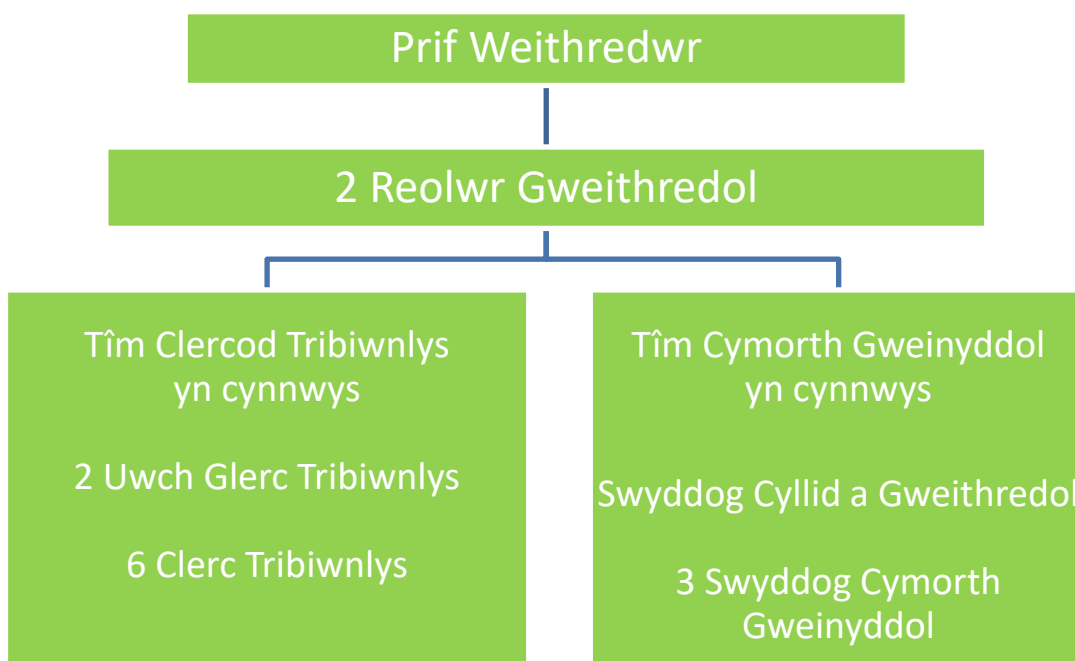 Prif Weithredwr
2 Reolwr Gweithredol
Tîm Clercod Tribiwnlys
yn cynnwys
2 Uwch Glerc Tribiwnlys
6 Clerc Tribiwnlys
Tîm Cymorth Gweinyddol
yn cynnwys
Swyddog Cyllid a Gweithredol
3 Swyddog Cymorth
Gweinyddol